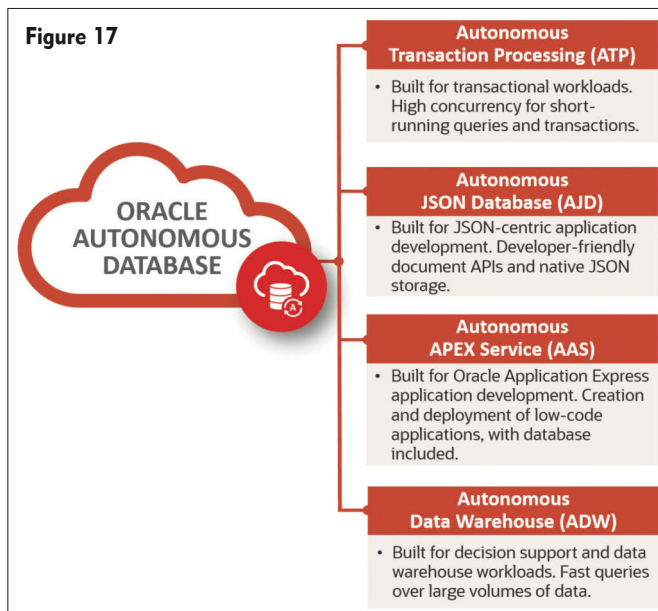 Figure 17
ORACLE
AUTONOMOUS
DATABASE
A
Autonomous
Transaction Processing (ATP)
• Built for transactional workloads.
High concurrency for short-
running queries and transactions.
Autonomous
JSON Database (AJD)
• Built for JSON-centric application
development. Developer-friendly
document APIs and native JSON
storage.
Autonomous
APEX Service (AAS)
• Built for Oracle Application Express
application development. Creation
and deployment of low-code
applications, with database
included.
Autonomous
Data Warehouse (ADW)
• Built for decision support and data
warehouse workloads. Fast queries
over large volumes of data.